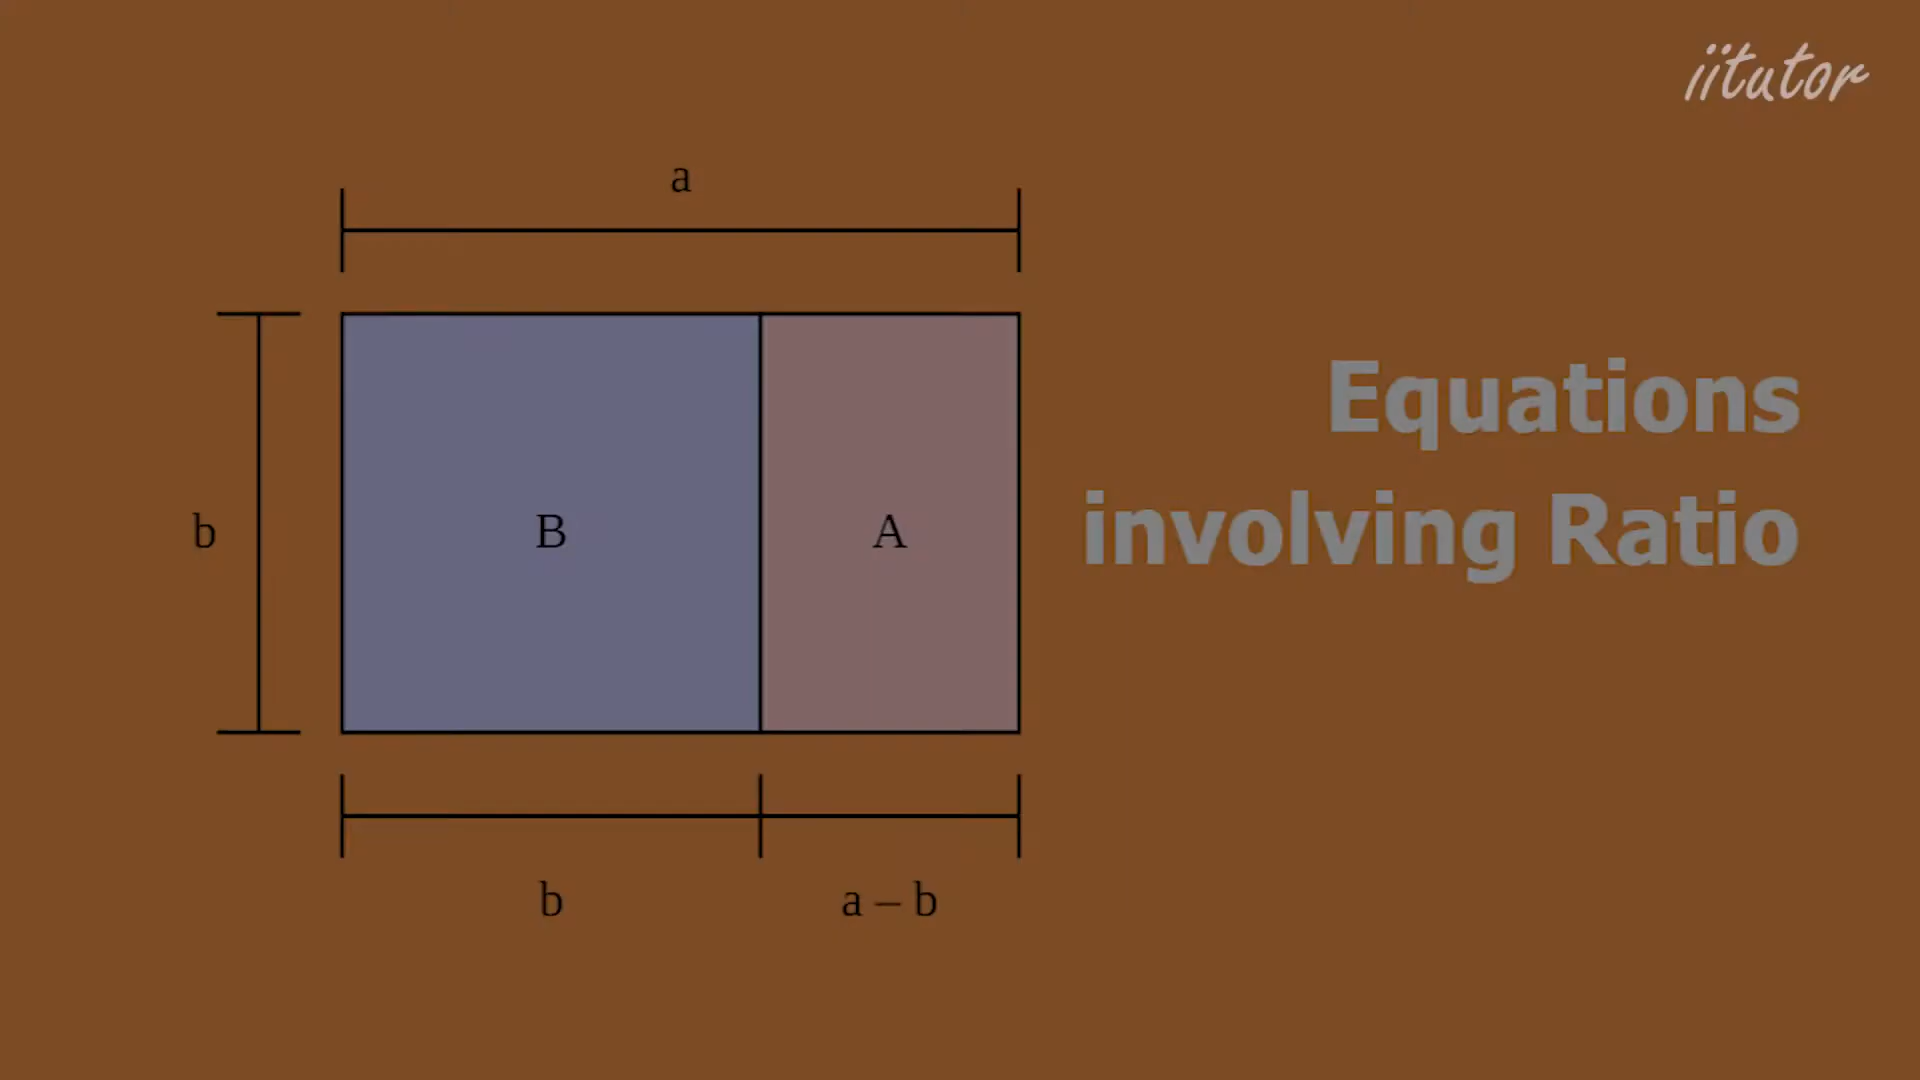 iitutor
a
b
B
A
Equations
involving Ratio
b
a – b